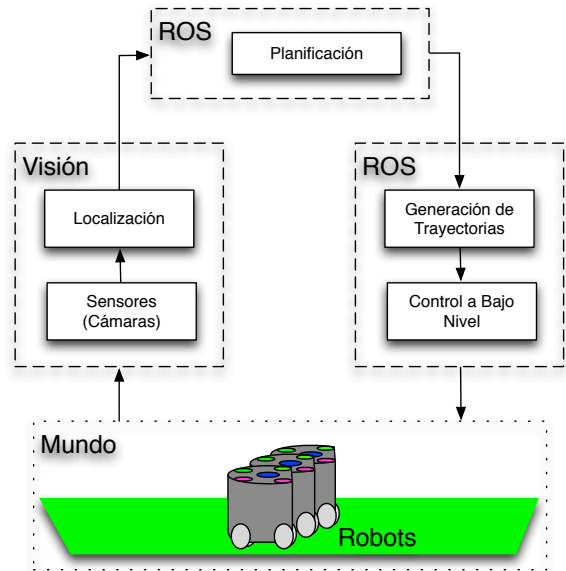 ROS
Planificación
Visión
Localización
Sensores
(Cámaras)
ROS
Generación de
Trayectorias
Control a Bajo
Nivel
Mundo
Robots